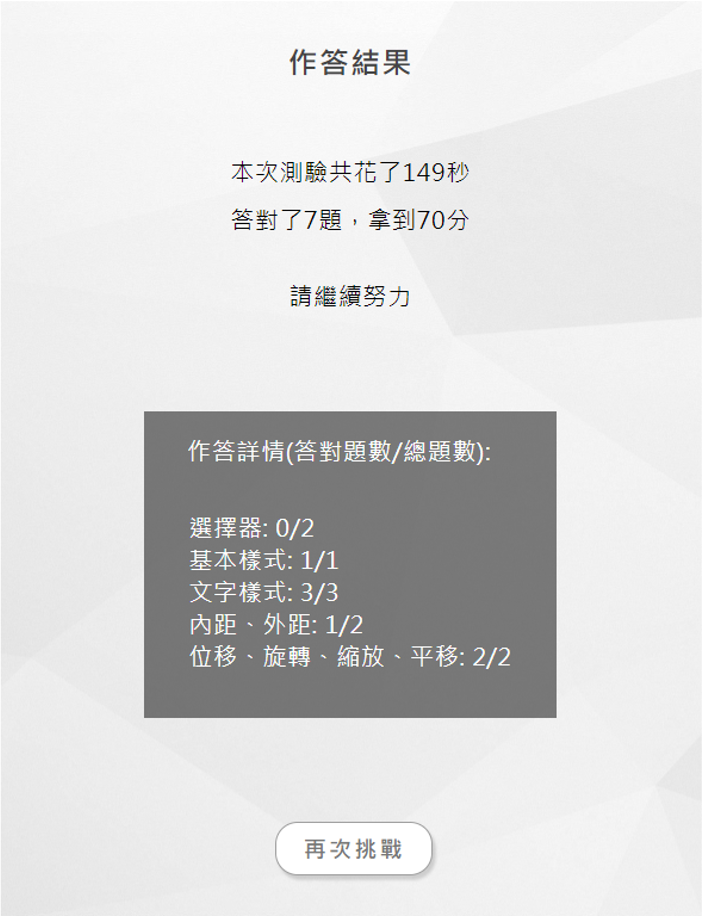 作答結果
本次測驗共花了149秒
答對了7題，拿到70分
請繼續努力
作答詳情(答對題數/總題數):
選擇器: 0/2
基本樣式: 1/1
文字樣式: 3/3
內距、外距: 1/2
位移、旋轉、縮放、平移: 2/2
再次挑戰